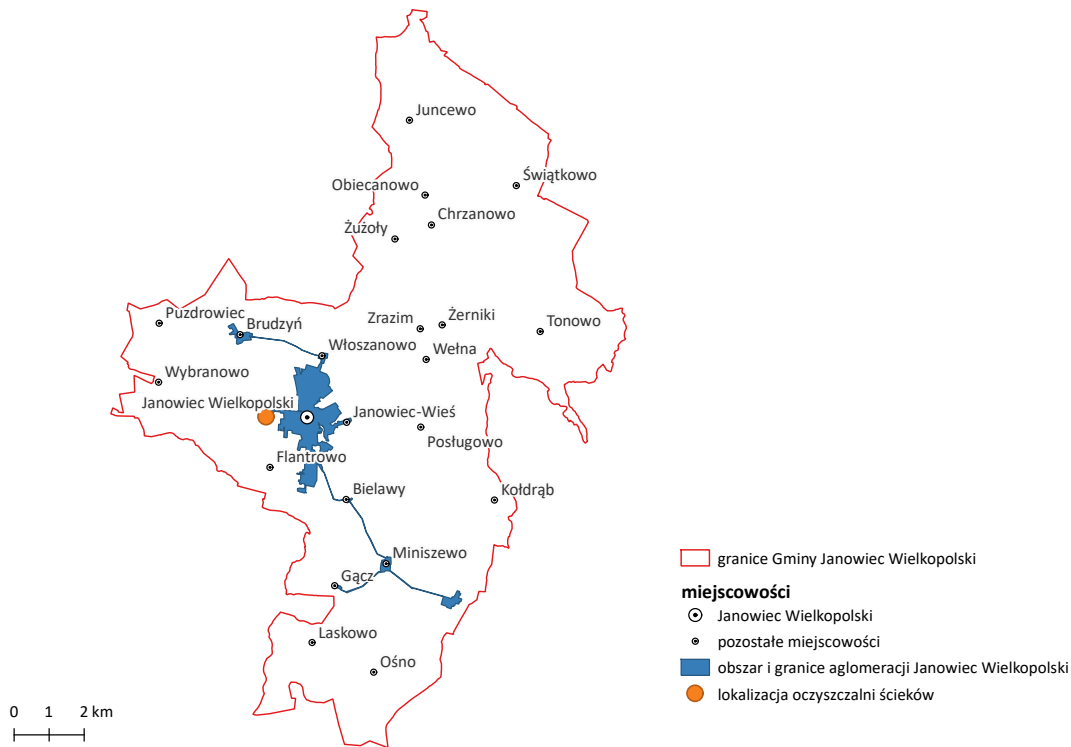 Juncewo
Świątkowo
Obiecanowo
Chrzanowo
Żużoły
Puzdrowiec
Brudzyń
Zrazim
Żerniki
Tonowo
Włoszanowo
Wełna
Wybranowo
Janowiec Wielkopolski
Janowiec-Wieś
Posługowo
Flantrowo
Bielawy
Kołdrąb
Miniszewo
Gącz
Laskowo
Ośno
granice Gminy Janowiec Wielkopolski
miejscowości
Janowiec Wielkopolski
pozostałe miejscowości
obszar i granice aglomeracji Janowiec Wielkopolski
lokalizacja oczyszczalni ścieków
0 1 2 km